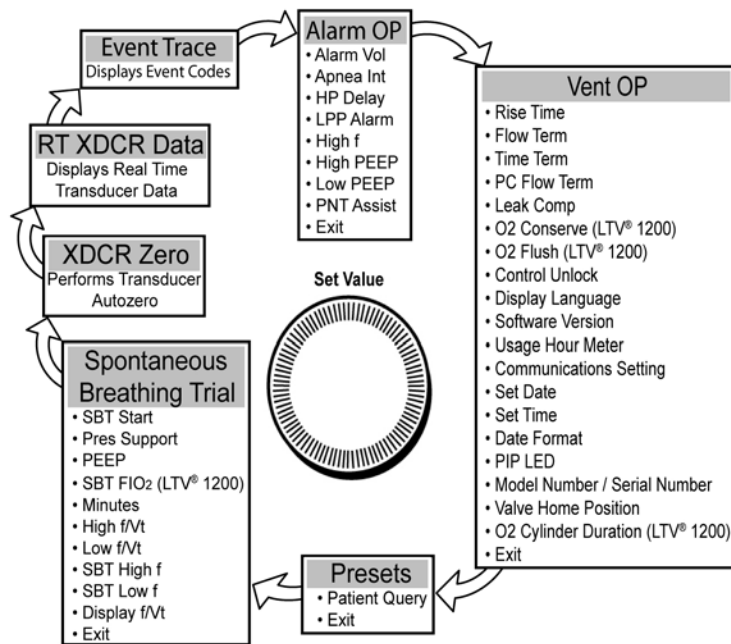 Event Trace
Displays Event Codes
Alarm OP
• Alarm Vol
• Apnea Int
• HP Delay
• LPP Alarm
• High f
• High PEEP
• Low PEEP
• PNT Assist
• Exit
Vent OP
• Rise Time
• Flow Term
• Time Term
• PC Flow Term
• Leak Comp
• O2 Conserve (LTV® 1200)
• O2 Flush (LTV® 1200)
• Control Unlock
• Display Language
• Software Version
• Usage Hour Meter
• Communications Setting
• Set Date
• Set Time
• Date Format
• PIP LED
• Model Number / Serial Number
• Valve Home Position
• O2 Cylinder Duration (LTV® 1200)
• Exit
RT XDCR Data
Displays Real Time
Transducer Data
XDCR Zero
Performs Transducer
Autozero
Set Value
Spontaneous
Breathing Trial
• SBT Start
• Pres Support
• PEEP
• SBT FIO2 (LTV® 1200)
• Minutes
• High f/Vt
• Low f/Vt
• SBT High f
• SBT Low f
• Display f/Vt
• Exit
Presets
• Patient Query
• Exit